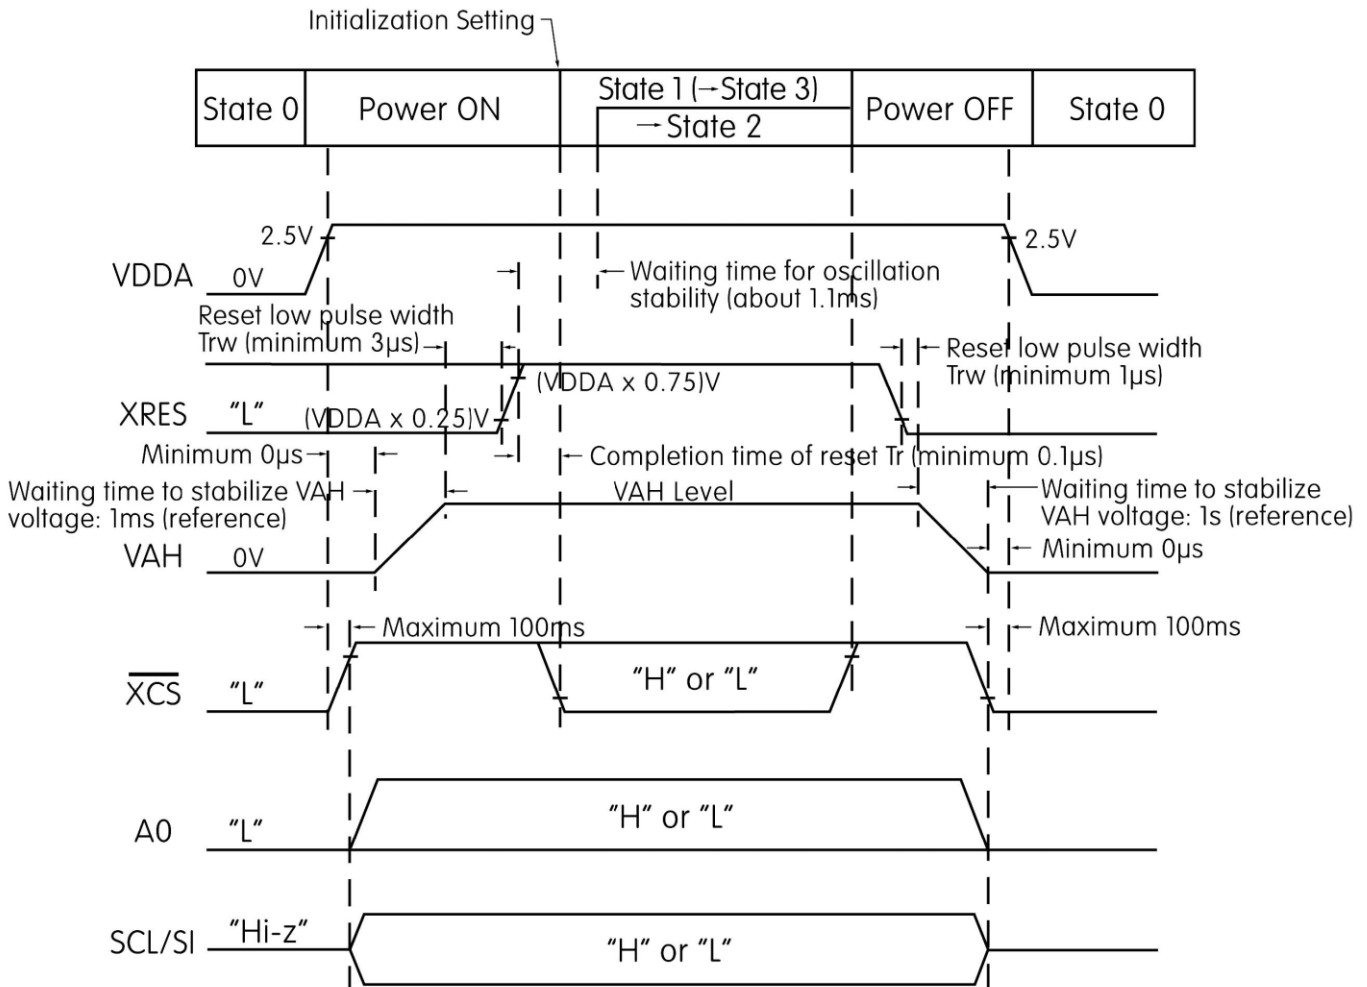 Initialization Setting
State 0
Power ON
State 1 (→State 3)
→State 2
Power OFF
State 0
2.5V
2.5V
VDDA
0V
Waiting time for oscillation
stability (about 1.1ms)
Reset low pulse width
Trw (minimum 3µs)
Reset low pulse width
Trw (minimum 1µs)
(VDDA x 0.75)V
XRES
"L"
(VDDA x 0.25)V
Minimum 0µs
Completion time of reset Tr (minimum 0.1µs)
Waiting time to stabilize VAH
voltage: 1ms (reference)
VAH Level
Waiting time to stabilize
VAH voltage: 1s (reference)
VAH
0V
Minimum 0µs
Maximum 100ms
Maximum 100ms
XCS
"L"
"H" or "L"
A0
"L"
"H" or "L"
SCL/SI
"Hi-z"
"H" or "L"